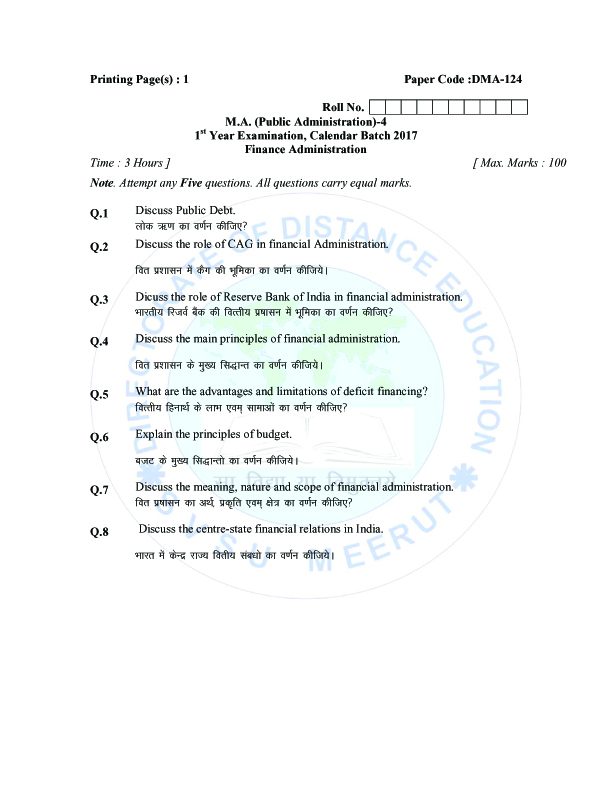 Printing Page(s) : 1 Paper Code :DMA-124
Roll No.
M.A. (Public Administration)-4
1st Year Examination, Calendar Batch 2017
Finance Administration
Time : 3 Hours ] [ Max. Marks : 100
Note. Attempt any Five questions. All questions carry equal marks.
Q.1 Discuss Public Debt.
लोक ऋण का वर्णन कीजिए?
Q.2 Discuss the role of CAG in financial Administration.
वित प्रशासन में कैग की भूमिका का वर्णन कीजिये।
Q.3 Dicuss the role of Reserve Bank of India in financial administration.
भारतीय रिजर्व बैंक की वित्तीय प्रषासन में भूमिका का वर्णन कीजिए?
Q.4 Discuss the main principles of financial administration.
वित प्रशासन के मुख्य सिद्धान्त का वर्णन कीजिये।
Q.5 What are the advantages and limitations of deficit financing?
वित्तीय हिनार्थ के लाभ एवम् सामाओं का वर्णन कीजिए?
Q.6 Explain the principles of budget.
बजट के मुख्य सिद्धान्तो का वर्णन कीजिये।
Q.7 Discuss the meaning, nature and scope of financial administration.
वित प्रषासन का अर्थ, प्रकृति एवम् क्षेत्र का वर्णन कीजिए?
Q.8 Discuss the centre-state financial relations in India.
भारत में केन्द्र राज्य वितीय संबधो का वर्णन कीजिये।
DIRECTORATE OF DISTANCE EDUCATION
सा विद्या या विमुक्तये
S V S U MEERUT